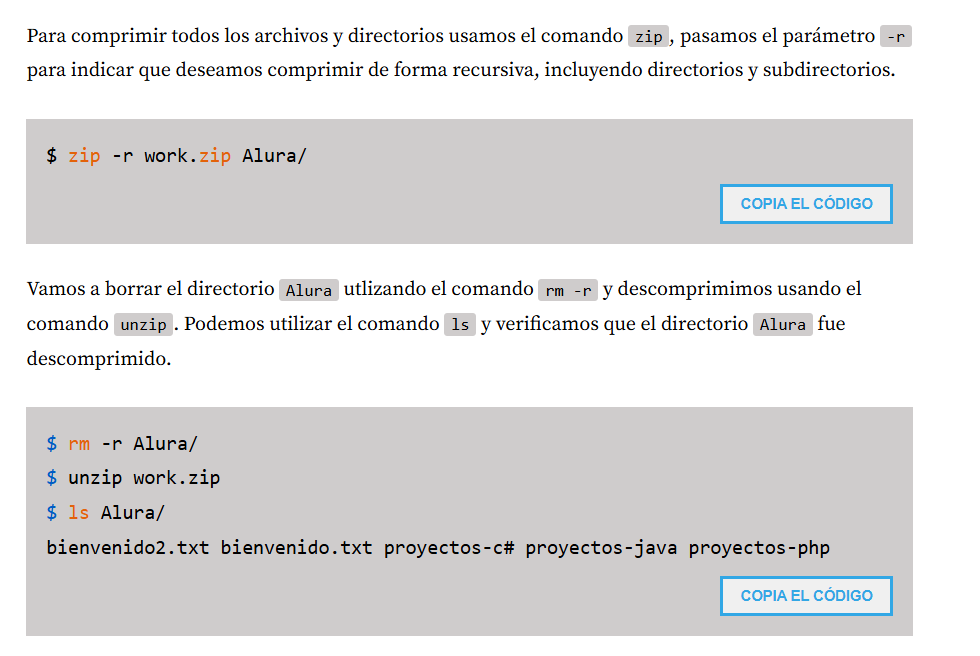 Para comprimir todos los archivos y directorios usamos el comando zip, pasamos el parámetro -r
para indicar que deseamos comprimir de forma recursiva, incluyendo directorios y subdirectorios.
$ zip -r work.zip Alura/
COPIA EL CÓDIGO
Vamos a borrar el directorio Alura utlizando el comando rm -r y descomprimimos usando el
comando unzip. Podemos utilizar el comando ls y verificamos que el directorio Alura fue
descomprimido.
$ rm -r Alura/
$ unzip work.zip
$ ls Alura/
bienvenido2.txt bienvenido.txt proyectos-c# proyectos-java proyectos-php
COPIA EL CÓDIGO